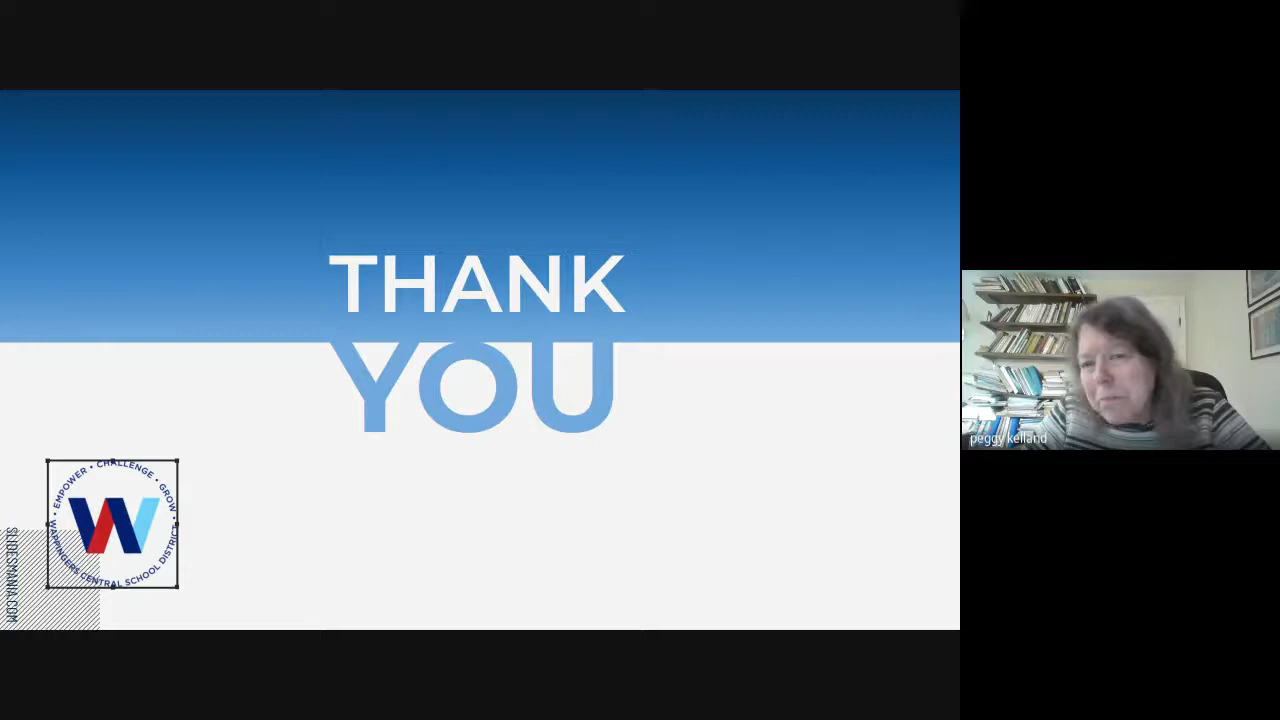 THANK
YOU
EMPOWER • CHALLENGE • GROW •
WAPPINGERS CENTRAL SCHOOL DISTRICT
W
SLIDESMANIA.COM
peggy kelland